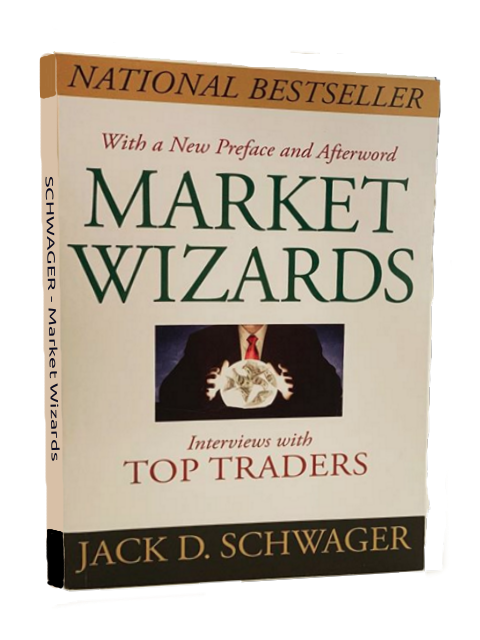 NATIONAL BESTSELLER
With a New Preface and Afterword
MARKET
WIZARDS
Interviews with
TOP TRADERS
JACK D. SCHWAGER
SCHWAGER - Market Wizards